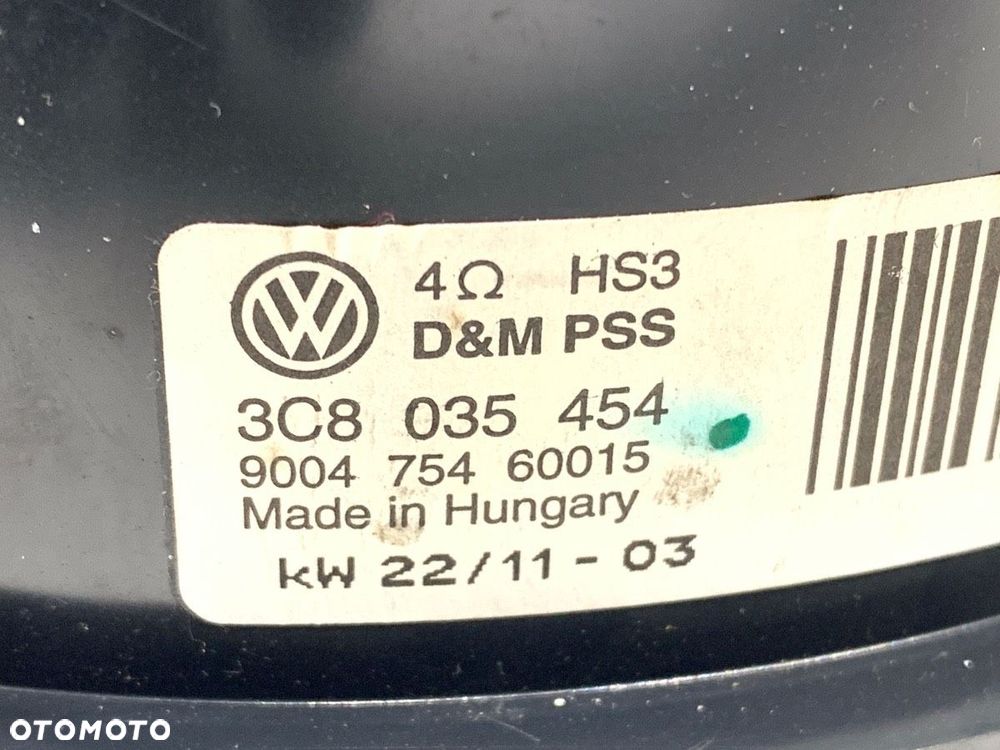 4Ω HS3
D&M PSS
3C8 035 454
9004 754 60015
Made in Hungary
kW 22/11 - 03
OTOMOTO